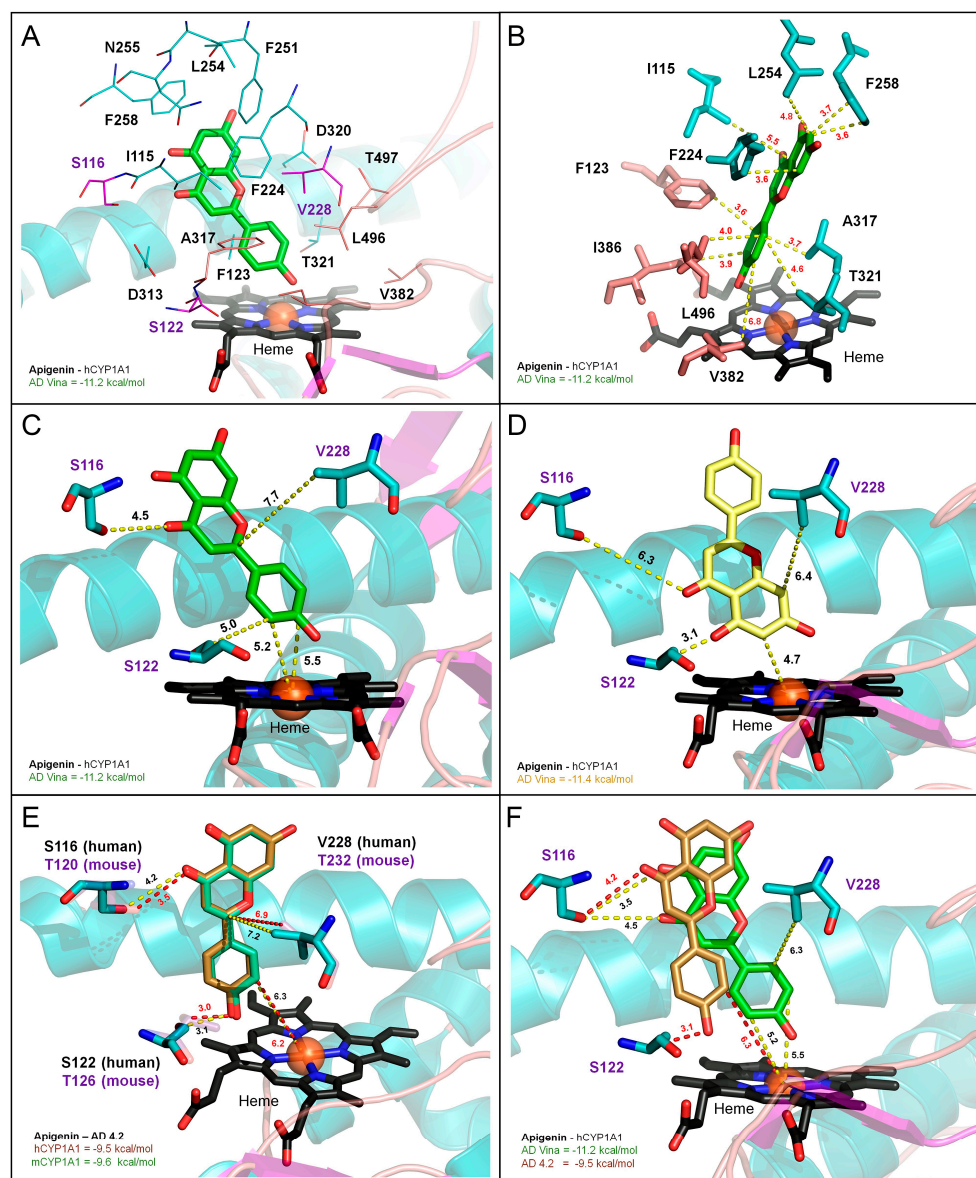 A
N255
F251
L254
F258
D320
S116
I115
T497
F224
V228
A317
L496
F123
T321
D313
V382
S122
Heme
Apigenin - hCYP1A1
AD Vina = -11.2 kcal/mol
B
L254
I115
F258
4.8
3.7
3.6
5.5
F224
F123
3.6
3.6
A317
I386
4.0
3.7
3.9
4.6
T321
L496
6.8
Heme
V382
Apigenin - hCYP1A1
AD Vina = -11.2 kcal/mol
C
V228
S116
7.7
4.5
5.0
5.2
5.5
S122
Heme
Apigenin - hCYP1A1
AD Vina = -11.2 kcal/mol
D
S116
V228
6.3
6.4
3.1
S122
4.7
Heme
Apigenin - hCYP1A1
AD Vina = -11.4 kcal/mol
E
S116 (human)
T120 (mouse)
V228 (human)
T232 (mouse)
4.2
3.5
6.9
7.2
6.3
3.0
3.1
6.2
S122 (human)
T126 (mouse)
Heme
Apigenin – AD 4.2
hCYP1A1 = -9.5 kcal/mol
mCYP1A1 = -9.6 kcal/mol
F
S116
4.2
3.5
V228
4.5
6.3
3.1
5.2
6.3
5.5
S122
Heme
Apigenin - hCYP1A1
AD Vina = -11.2 kcal/mol
AD 4.2 = -9.5 kcal/mol